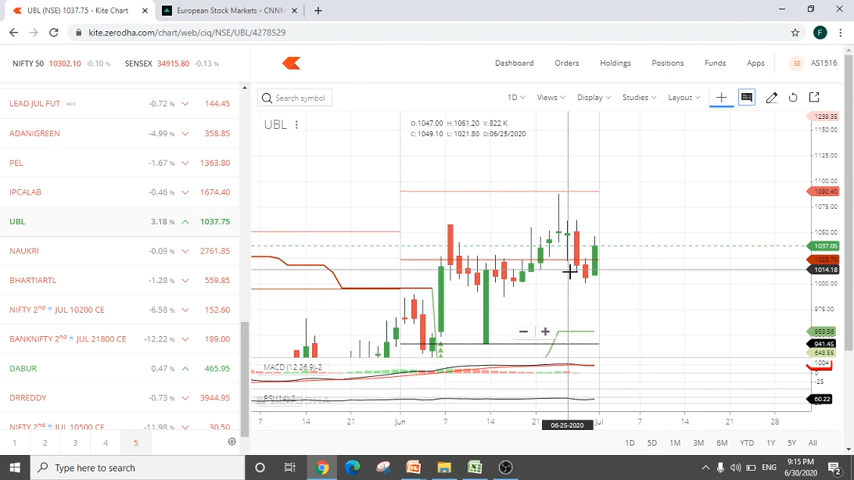 UBL (NSE) 1037.75 - Kite Chart
European Stock Markets - CNNM
kite.zerodha.com/chart/web/ciq/NSE/UBL/4278529
F
NIFTY 50 10302.10 -0.10 % SENSEX 34915.80 -0.13 %
Dashboard Orders Holdings Positions Funds Apps SE AS1516
Search symbol 1D Views Display Studies Layout
LEAD JUL FUT MCX -0.72 % 144.45
ADANIGREEN -4.99 % 358.85
PEL -1.67 % 1363.80
IPCALAB -0.46 % 1674.40
UBL 3.18 % 1037.75
NAUKRI -0.09 % 2761.85
BHARTIARTL -1.28 % 559.85
NIFTY 2nd JUL 10200 CE -6.58 % 152.60
BANKNIFTY 2nd JUL 21800 CE -12.22 % 189.00
DABUR 0.47 % 465.95
DRREDDY -0.73 % 3944.95
NIFTY 2nd JUL 10500 CE -11.98 % 30.50
1 2 3 4 5
UBL
O:1047.00 H:1061.20 V:822 K
C:1049.10 L:1021.80 D:06/25/2020
1239.35
1150.00
1125.00
1100.00
1090.40
1075.00
1050.00
1037.05
1023.70
1014.18
1000.00
975.00
953.55
941.45
MACD (12,26,9)-2
1004
0
-25
RSI (14)-2
ZERODHA
60.22
7 14 21 Jun 7 14 21 06-25-2020 Jul 7 14 21 28
1D 5D 1M 3M 6M YTD 1Y 5Y All
Type here to search
ENG
9:15 PM
6/30/2020
2